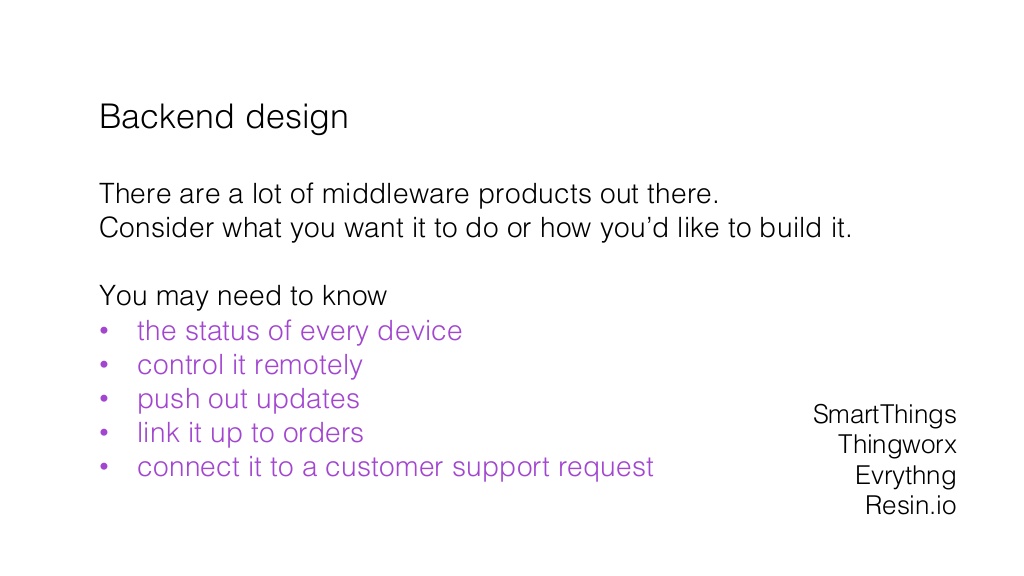 Backend design
There are a lot of middleware products out there.
Consider what you want it to do or how you’d like to build it.
You may need to know
• the status of every device
• control it remotely
• push out updates
• link it up to orders
• connect it to a customer support request
SmartThings
Thingworx
Evrythng
Resin.io